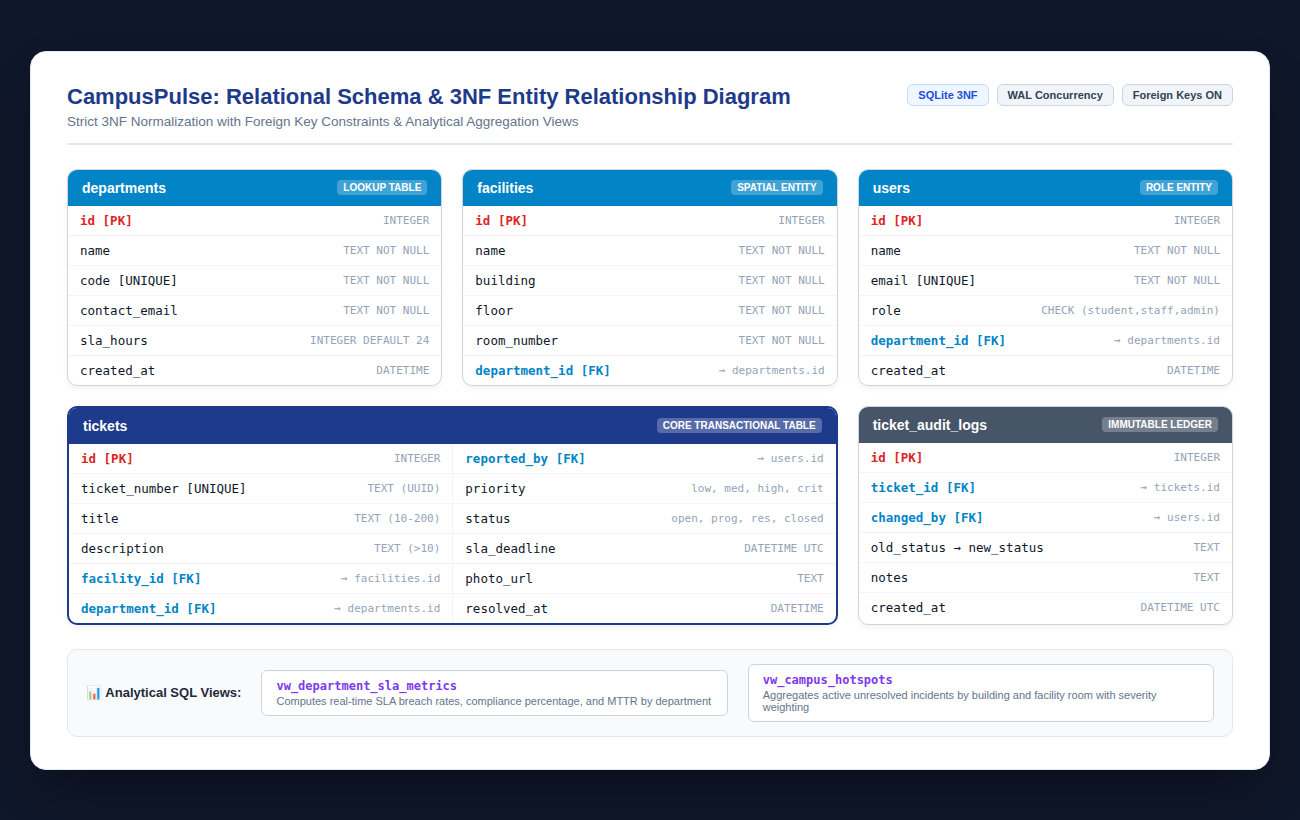 CampusPulse: Relational Schema & 3NF Entity Relationship Diagram
SQLite 3NF
WAL Concurrency
Foreign Keys ON
Strict 3NF Normalization with Foreign Key Constraints & Analytical Aggregation Views
departments LOOKUP TABLE
id [PK] INTEGER
name TEXT NOT NULL
code [UNIQUE] TEXT NOT NULL
contact_email TEXT NOT NULL
sla_hours INTEGER DEFAULT 24
created_at DATETIME
facilities SPATIAL ENTITY
id [PK] INTEGER
name TEXT NOT NULL
building TEXT NOT NULL
floor TEXT NOT NULL
room_number TEXT NOT NULL
department_id [FK] → departments.id
users ROLE ENTITY
id [PK] INTEGER
name TEXT NOT NULL
email [UNIQUE] TEXT NOT NULL
role CHECK (student,staff,admin)
department_id [FK] → departments.id
created_at DATETIME
tickets CORE TRANSACTIONAL TABLE
id [PK] INTEGER
ticket_number [UNIQUE] TEXT (UUID)
title TEXT (10-200)
description TEXT (>10)
facility_id [FK] → facilities.id
department_id [FK] → departments.id
reported_by [FK] → users.id
priority low, med, high, crit
status open, prog, res, closed
sla_deadline DATETIME UTC
photo_url TEXT
resolved_at DATETIME
ticket_audit_logs IMMUTABLE LEDGER
id [PK] INTEGER
ticket_id [FK] → tickets.id
changed_by [FK] → users.id
old_status → new_status TEXT
notes TEXT
created_at DATETIME UTC
📊 Analytical SQL Views:
vw_department_sla_metrics
Computes real-time SLA breach rates, compliance percentage, and MTTR by department
vw_campus_hotspots
Aggregates active unresolved incidents by building and facility room with severity
weighting